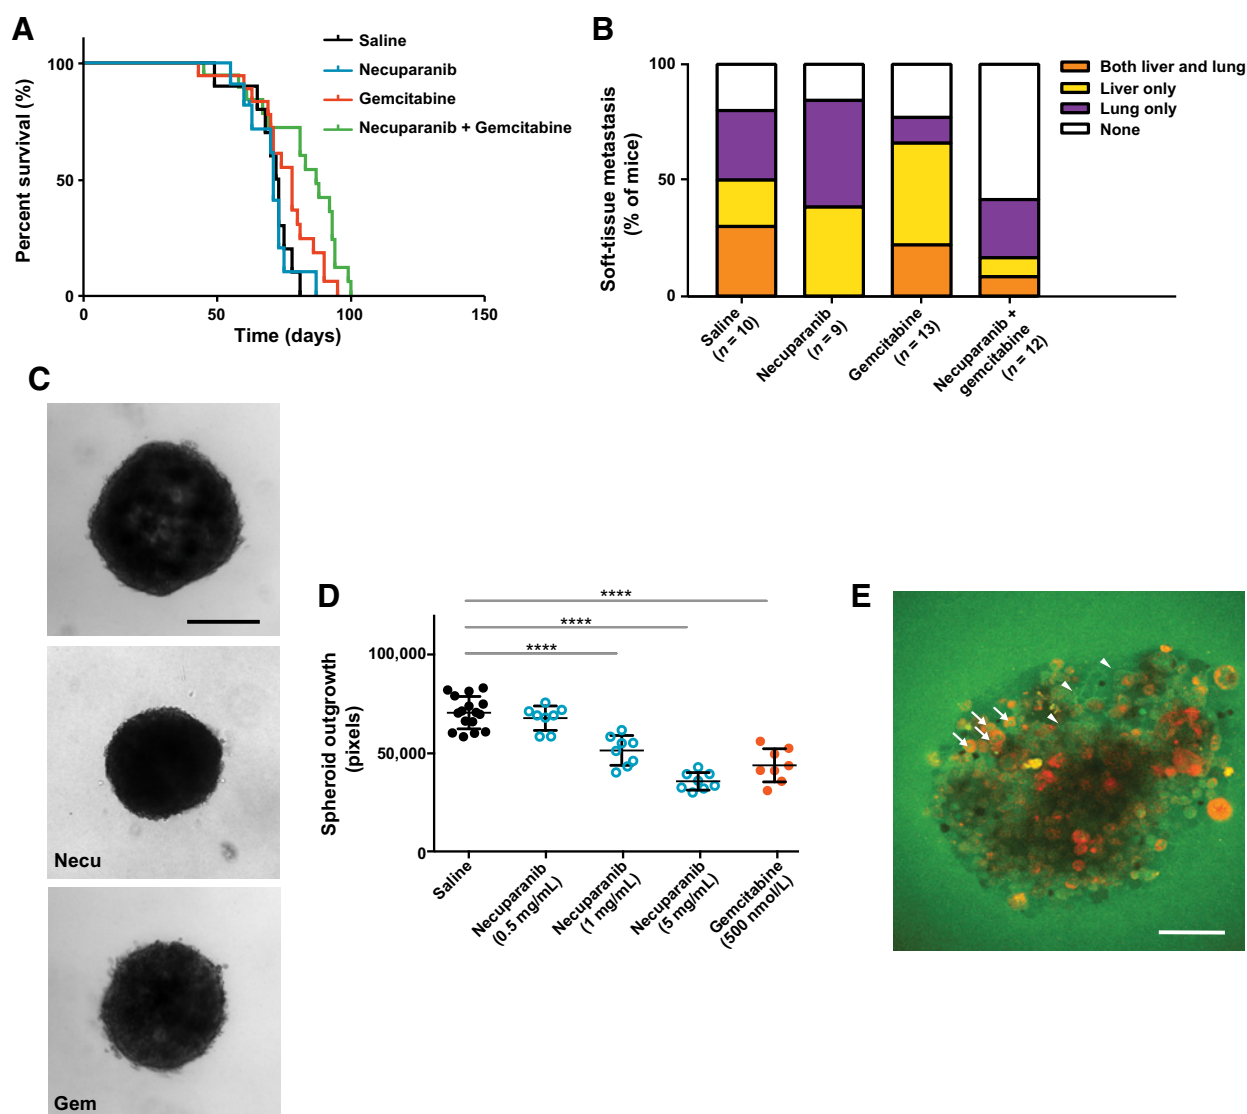 A
Percent survival (%)
100
50
0
0
50
100
150
Time (days)
Saline
Necuparanib
Gemcitabine
Necuparanib + Gemcitabine
B
Soft-tissue metastasis
(% of mice)
100
50
0
Saline
(n = 10)
Necuparanib
(n = 9)
Gemcitabine
(n = 13)
Necuparanib +
gemcitabine
(n = 12)
Both liver and lung
Liver only
Lung only
None
C
Necu
Gem
D
Spheroid outgrowth
(pixels)
100,000
50,000
0
****
****
****
Saline
Necuparanib
(0.5 mg/mL)
Necuparanib
(1 mg/mL)
Necuparanib
(5 mg/mL)
Gemcitabine
(500 nmol/L)
E